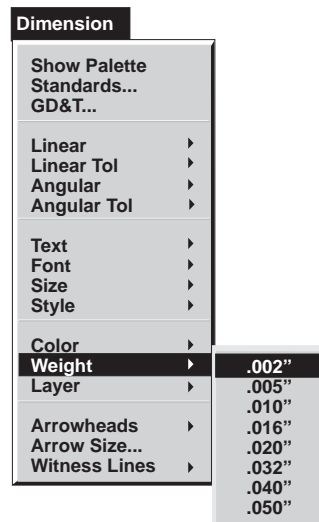 Dimension
Show Palette
Standards...
GD&T...
Linear
Linear Tol
Angular
Angular Tol
Text
Font
Size
Style
Color
Weight
Layer
Arrowheads
Arrow Size...
Witness Lines
.002”
.005”
.010”
.016”
.020”
.032”
.040”
.050”